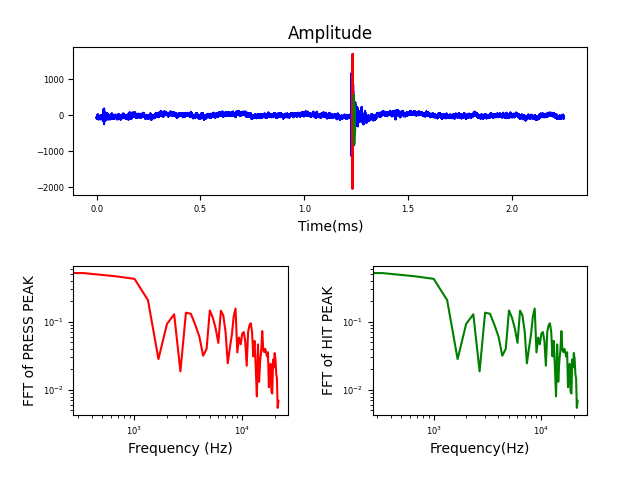 Amplitude
1000
0
−1000
−2000
0.0 0.5 1.0 1.5 2.0
Time(ms)
FFT of PRESS PEAK
10⁻¹
10⁻²
10³ 10⁴
Frequency (Hz)
FFT of HIT PEAK
10⁻¹
10⁻²
10³ 10⁴
Frequency(Hz)